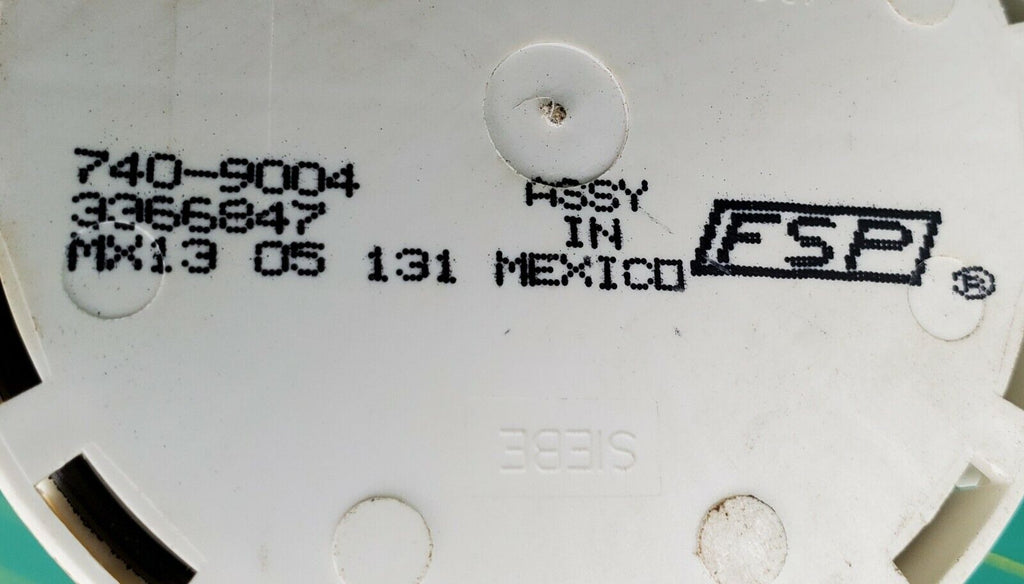 740-9004
3366847
MX13 05 131
ASSY
IN
MEXICO
FSP
®
SIEBE